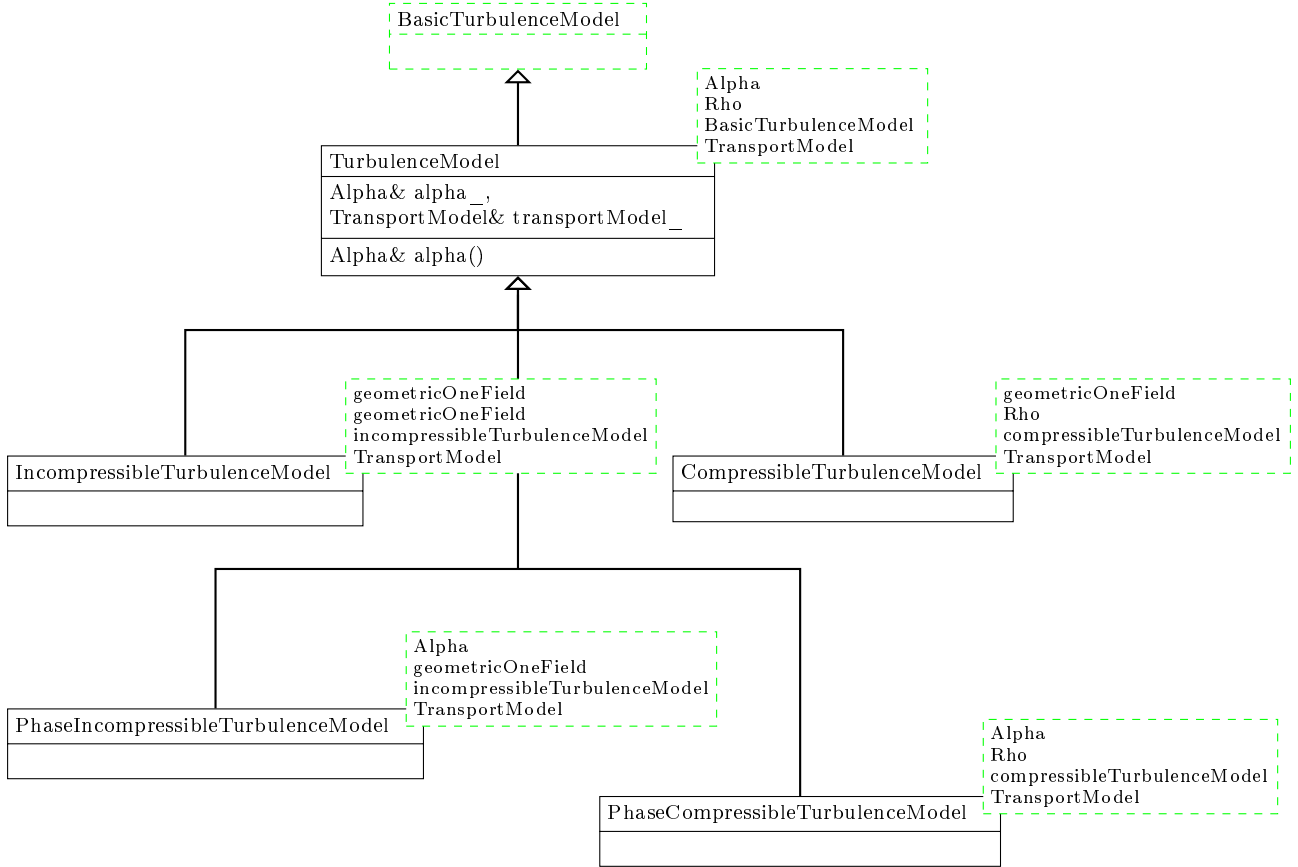 BasicTurbulenceModel
Alpha
Rho
BasicTurbulenceModel
TransportModel
TurbulenceModel
Alpha& alpha_,
TransportModel& transportModel_
Alpha& alpha()
geometricOneField
geometricOneField
incompressibleTurbulenceModel
TransportModel
IncompressibleTurbulenceModel
geometricOneField
Rho
compressibleTurbulenceModel
TransportModel
CompressibleTurbulenceModel
Alpha
geometricOneField
incompressibleTurbulenceModel
TransportModel
PhaseIncompressibleTurbulenceModel
Alpha
Rho
compressibleTurbulenceModel
TransportModel
PhaseCompressibleTurbulenceModel